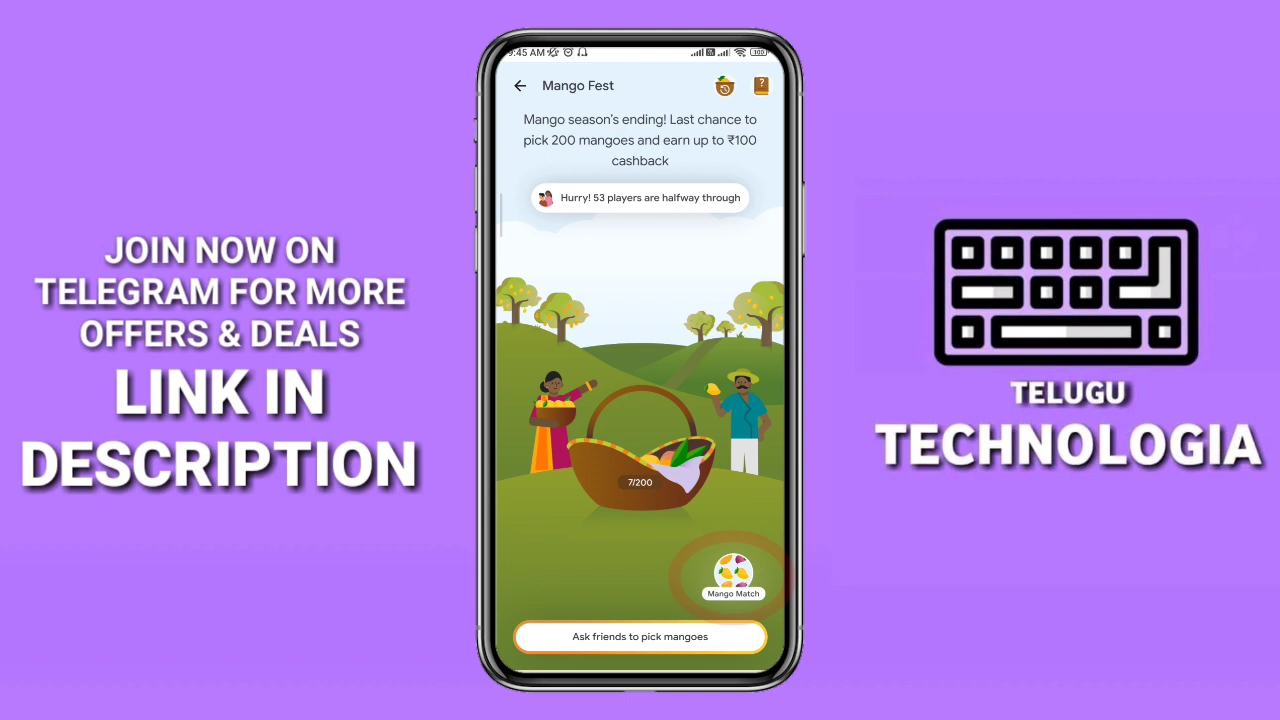 JOIN NOW ON
TELEGRAM FOR MORE
OFFERS & DEALS
LINK IN
DESCRIPTION
9:45 AM
100
Mango Fest
?
Mango season's ending! Last chance to
pick 200 mangoes and earn up to ₹100
cashback
Hurry! 53 players are halfway through
7/200
Mango Match
Ask friends to pick mangoes
TELUGU
TECHNOLOGIA